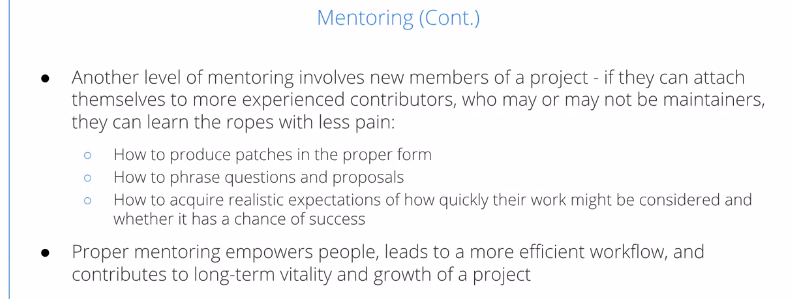 Mentoring (Cont.)
● Another level of mentoring involves new members of a project - if they can attach
themselves to more experienced contributors, who may or may not be maintainers,
they can learn the ropes with less pain:
○ How to produce patches in the proper form
○ How to phrase questions and proposals
○ How to acquire realistic expectations of how quickly their work might be considered and
whether it has a chance of success
● Proper mentoring empowers people, leads to a more efficient workflow, and
contributes to long-term vitality and growth of a project